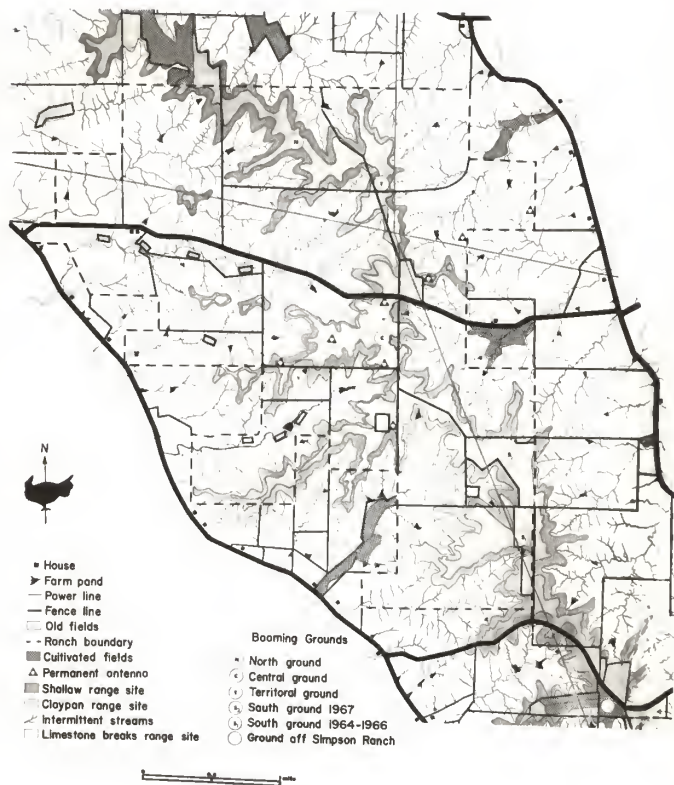 N
House
Farm pond
Power line
Fence line
Old fields
Ranch boundary
Cultivated fields
Permanent antenna
Shallow range site
Claypan range site
Intermittent streams
Limestone breaks range site
Booming Grounds
North ground
Central ground
Territoral ground
South ground 1967
South ground 1964-1966
Ground off Simpson Ranch